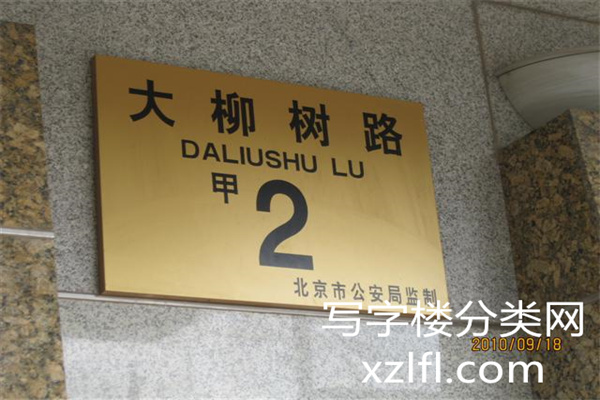 大柳树路
DALIUSHU LU
甲2
北京市公安局监制
写字楼分类网
2010/09/18
xzlfl.com